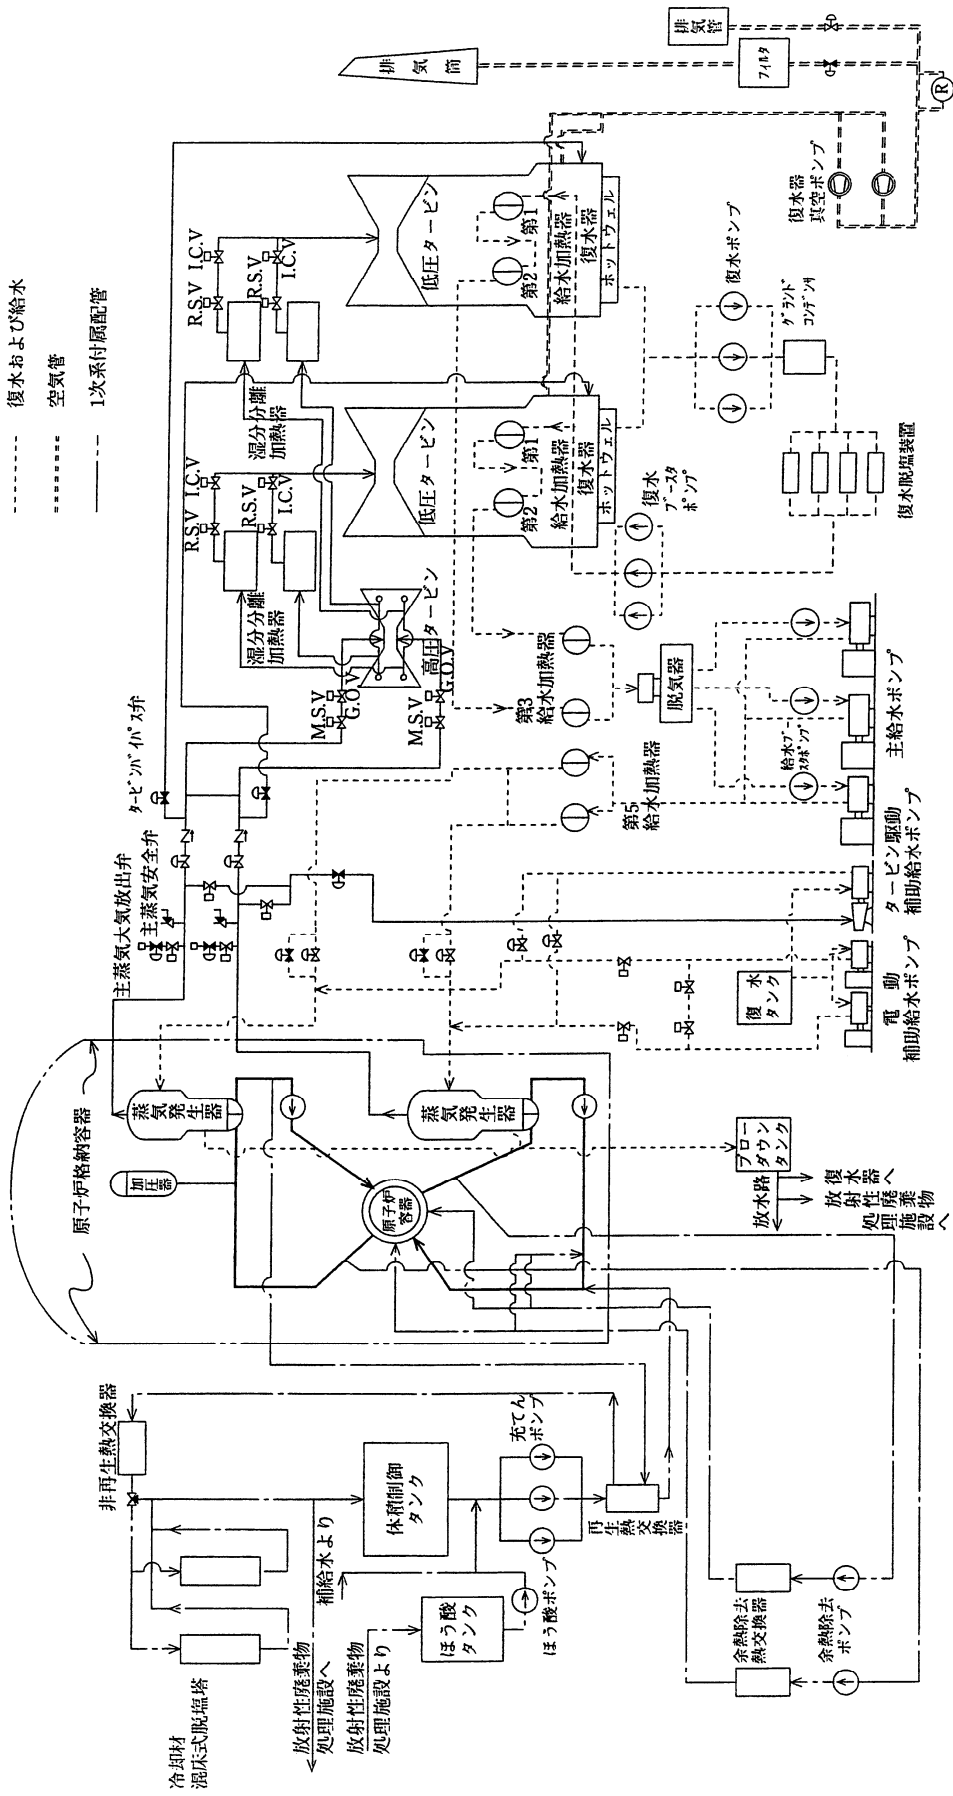 復水および給水
空気管
1次系付属配管
排気筒
排気管
フィルタ
R
復水器
真空ポンプ
R.S.V
I.C.V
R.S.V
I.C.V
湿分分離
加熱器
低圧タービン
第1
第2
給水加熱器
復水器
ホットウェル
復水ポンプ
グランド
コンデンサ
R.S.V
I.C.V
R.S.V
I.C.V
湿分分離
加熱器
低圧タービン
第1
第2
給水加熱器
復水器
ホットウェル
復水
ブースタ
ポンプ
復水脱塩装置
高圧タービン
M.S.V
G.O.V
M.S.V
G.O.V
第3
給水加熱器
脱気器
給水ブー
スタポンプ
主給水ポンプ
第5
給水加熱器
タービンバイパス弁
主蒸気安全弁
主蒸気大気放出弁
タービン駆動
補助給水ポンプ
復水
タンク
電動
補助給水ポンプ
原子炉格納容器
蒸気
発生器
蒸気
発生器
加圧器
原子炉
容器
ブロー
ダウン
タンク
放水路
復水器へ
放射性廃棄物
処理施設へ
非再生熱交換器
体積制御
タンク
充てん
ポンプ
再生熱交換器
補給水より
ほう酸
タンク
ほう酸ポンプ
冷却材
混床式脱塩塔
放射性廃棄物
処理施設へ
放射性廃棄物
処理施設より
余熱除去
熱交換器
余熱除去
ポンプ